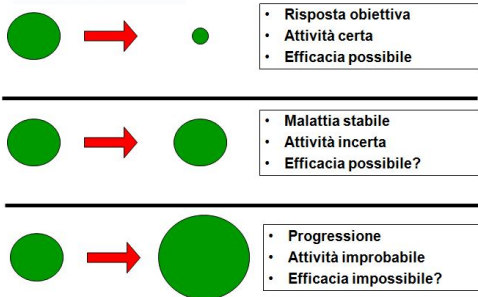 • Risposta obiettiva
• Attività certa
• Efficacia possibile
• Malattia stabile
• Attività incerta
• Efficacia possibile?
• Progressione
• Attività improbabile
• Efficacia impossibile?